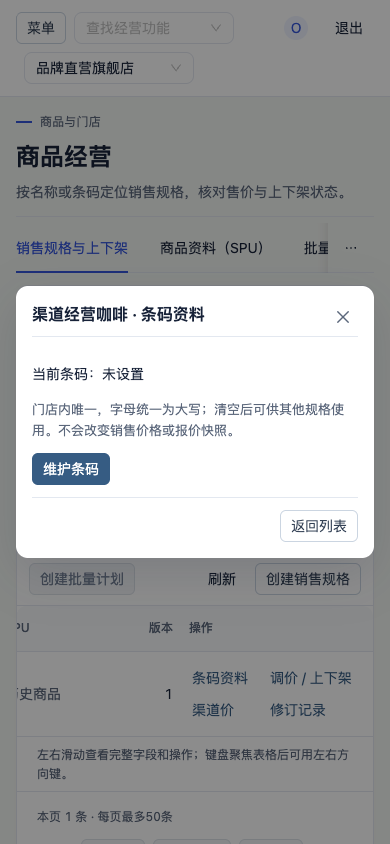 菜单
查找经营功能
O
退出
品牌直营旗舰店
商品与门店
商品经营
按名称或条码定位销售规格，核对售价与上下架状态。
销售规格与上下架
商品资料（SPU）
批量
···
渠道经营咖啡 · 条码资料
当前条码：未设置
门店内唯一，字母统一为大写；清空后可供其他规格使
用。不会改变销售价格或报价快照。
维护条码
返回列表
创建批量计划
刷新
创建销售规格
PU
版本
操作
史商品
1
条码资料
调价 / 上下架
渠道价
修订记录
左右滑动查看完整字段和操作；键盘聚焦表格后可用左右方
向键。
本页 1 条 · 每页最多50条